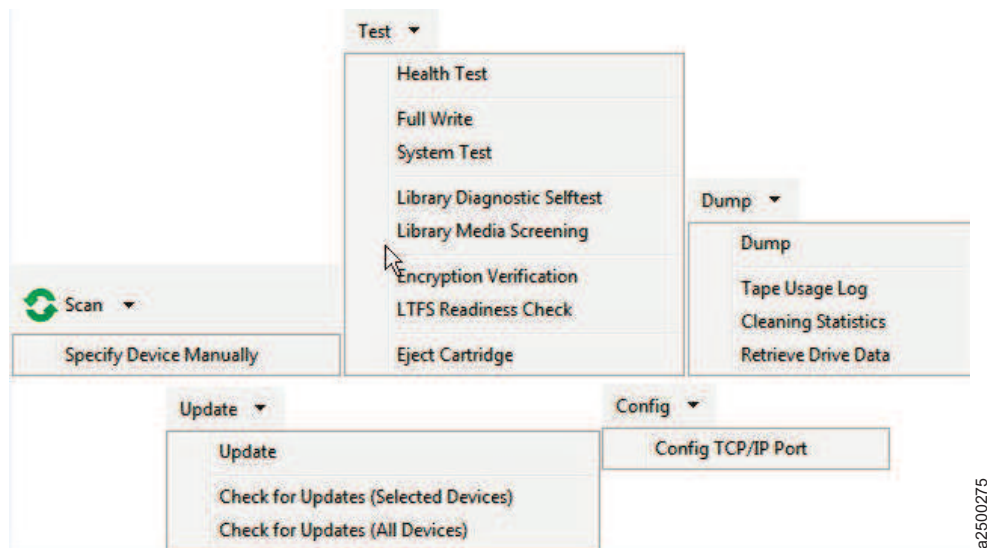 Test
Health Test
Full Write
System Test
Library Diagnostic Selftest
Library Media Screening
Encryption Verification
LTFS Readiness Check
Eject Cartridge
Dump
Dump
Tape Usage Log
Cleaning Statistics
Retrieve Drive Data
Scan
Specify Device Manually
Update
Update
Check for Updates (Selected Devices)
Check for Updates (All Devices)
Config
Config TCP/IP Port
a2500275